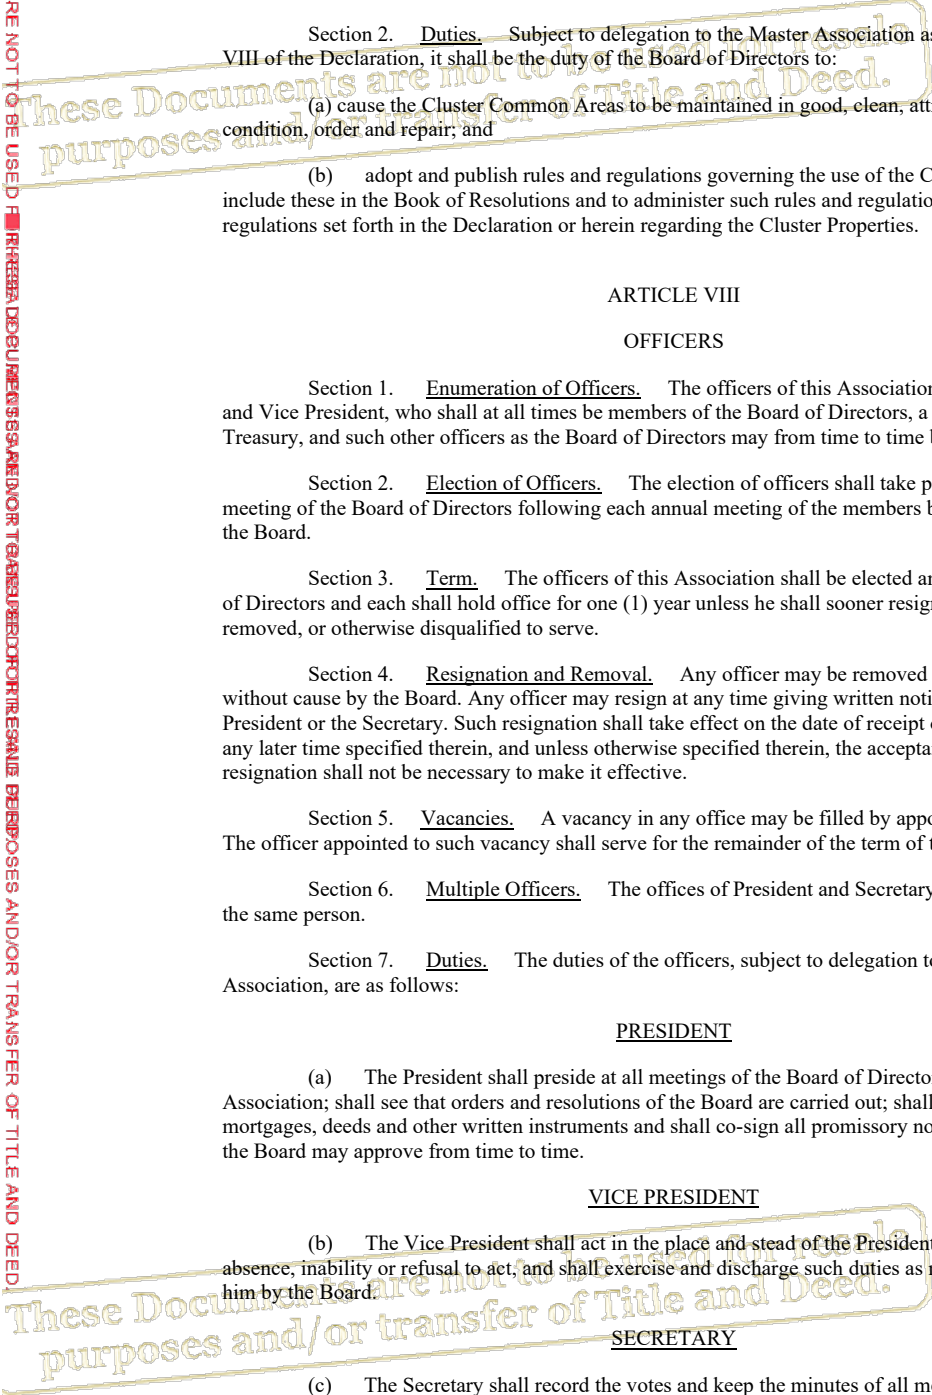 Section 2. Duties. Subject to delegation to the Master Association as
VIII of the Declaration, it shall be the duty of the Board of Directors to:
(a) cause the Cluster Common Areas to be maintained in good, clean, att
condition, order and repair; and
(b) adopt and publish rules and regulations governing the use of the C
include these in the Book of Resolutions and to administer such rules and regulatio
regulations set forth in the Declaration or herein regarding the Cluster Properties.
ARTICLE VIII
OFFICERS
Section 1. Enumeration of Officers. The officers of this Association
and Vice President, who shall at all times be members of the Board of Directors, a
Treasury, and such other officers as the Board of Directors may from time to time
Section 2. Election of Officers. The election of officers shall take p
meeting of the Board of Directors following each annual meeting of the members b
the Board.
Section 3. Term. The officers of this Association shall be elected an
of Directors and each shall hold office for one (1) year unless he shall sooner resign
removed, or otherwise disqualified to serve.
Section 4. Resignation and Removal. Any officer may be removed
without cause by the Board. Any officer may resign at any time giving written noti
President or the Secretary. Such resignation shall take effect on the date of receipt
any later time specified therein, and unless otherwise specified therein, the accepta
resignation shall not be necessary to make it effective.
Section 5. Vacancies. A vacancy in any office may be filled by appo
The officer appointed to such vacancy shall serve for the remainder of the term of t
Section 6. Multiple Officers. The offices of President and Secretary
the same person.
Section 7. Duties. The duties of the officers, subject to delegation to
Association, are as follows:
PRESIDENT
(a) The President shall preside at all meetings of the Board of Directo
Association; shall see that orders and resolutions of the Board are carried out; shall
mortgages, deeds and other written instruments and shall co-sign all promissory no
the Board may approve from time to time.
VICE PRESIDENT
(b) The Vice President shall act in the place and stead of the President
absence, inability or refusal to act, and shall exercise and discharge such duties as
him by the Board.
SECRETARY
(c) The Secretary shall record the votes and keep the minutes of all m
These Documents are not to be used for resale
purposes and/or transfer of Title and Deed.
These Documents are not to be used for resale
purposes and/or transfer of Title and Deed.
RE NOT TO BE USED
PURPOSES AND/OR TRANSFER OF TITLE AND DEED.